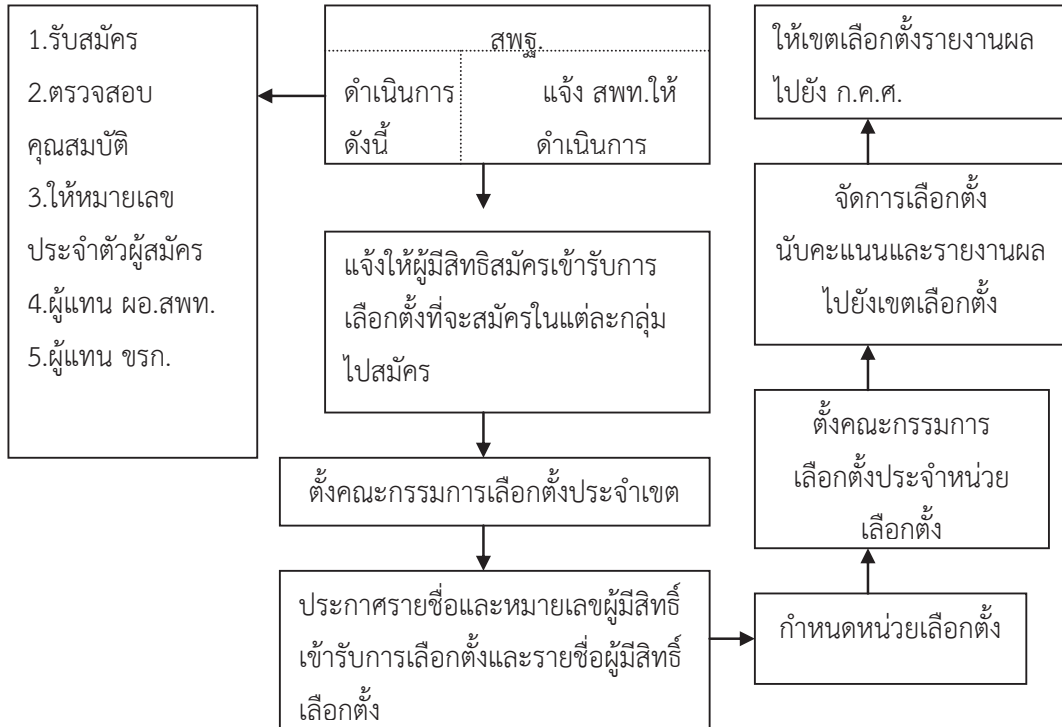 1.รับสมัคร
2.ตรวจสอบ
คุณสมบัติ
3.ให้หมายเลข
ประจำตัวผู้สมัคร
4.ผู้แทน ผอ.สพท.
5.ผู้แทน ขรก.
สพฐ.
ดำเนินการ
ดังนี้
แจ้ง สพท.ให้
ดำเนินการ
แจ้งให้ผู้มีสิทธิสมัครเข้ารับการ
เลือกตั้งที่จะสมัครในแต่ละกลุ่ม
ไปสมัคร
ตั้งคณะกรรมการเลือกตั้งประจำเขต
ประกาศรายชื่อและหมายเลขผู้มีสิทธิ์
เข้ารับการเลือกตั้งและรายชื่อผู้มีสิทธิ์
เลือกตั้ง
กำหนดหน่วยเลือกตั้ง
ตั้งคณะกรรมการ
เลือกตั้งประจำหน่วย
เลือกตั้ง
จัดการเลือกตั้ง
นับคะแนนและรายงานผล
ไปยังเขตเลือกตั้ง
ให้เขตเลือกตั้งรายงานผล
ไปยัง ก.ค.ศ.